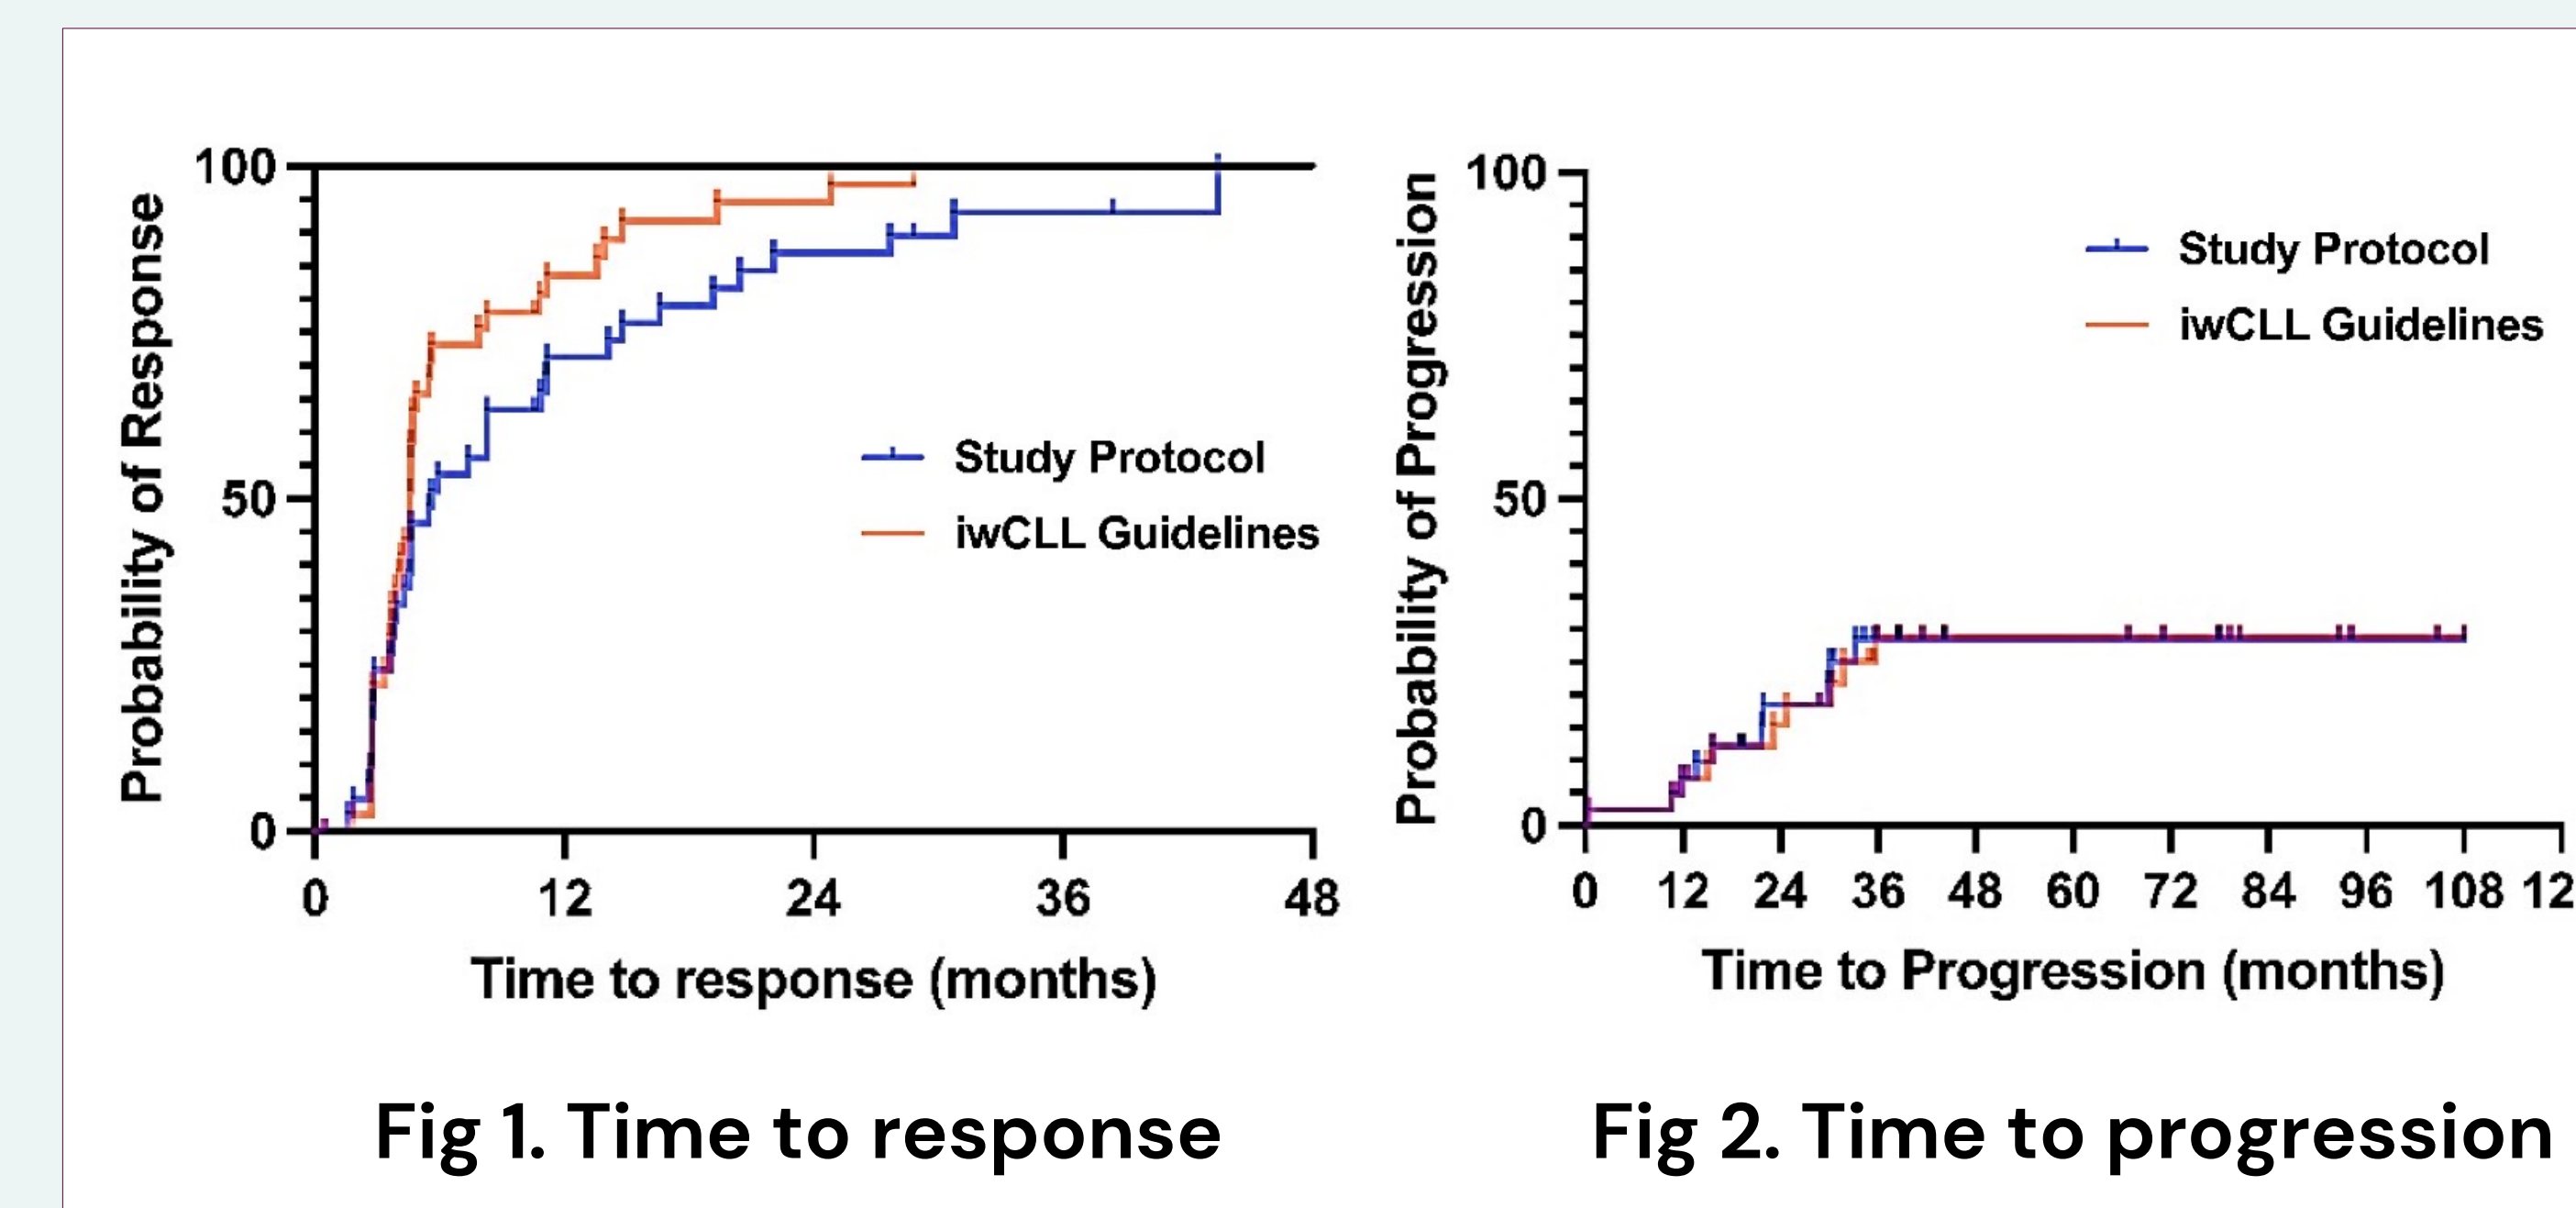 100
50
0
Probability of Response
Study Protocol
iwCLL Guidelines
0 12 24 36 48
Time to response (months)
Fig 1. Time to response
100
50
0
Probability of Progression
Study Protocol
iwCLL Guidelines
0 12 24 36 48 60 72 84 96 108 12
Time to Progression (months)
Fig 2. Time to progression